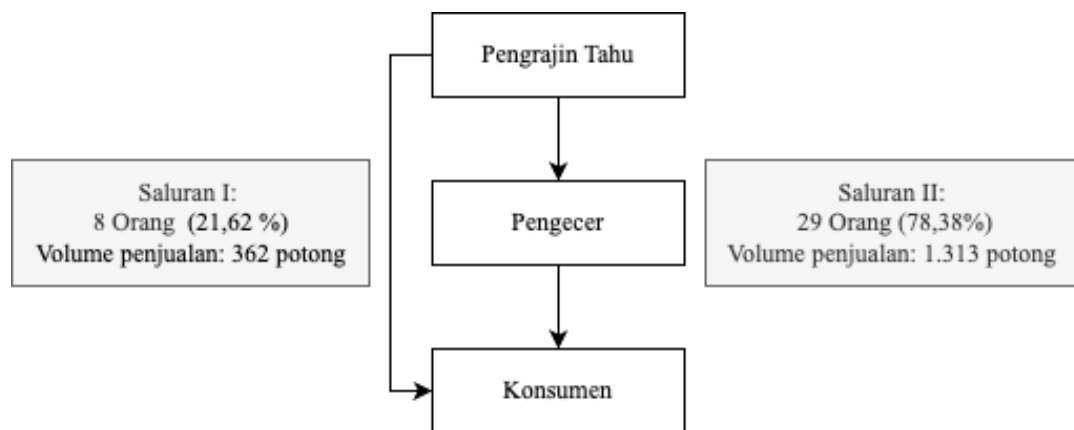 Pengrajin Tahu
Saluran I:
8 Orang (21,62 %)
Volume penjualan: 362 potong
Pengecer
Saluran II:
29 Orang (78,38%)
Volume penjualan: 1.313 potong
Konsumen